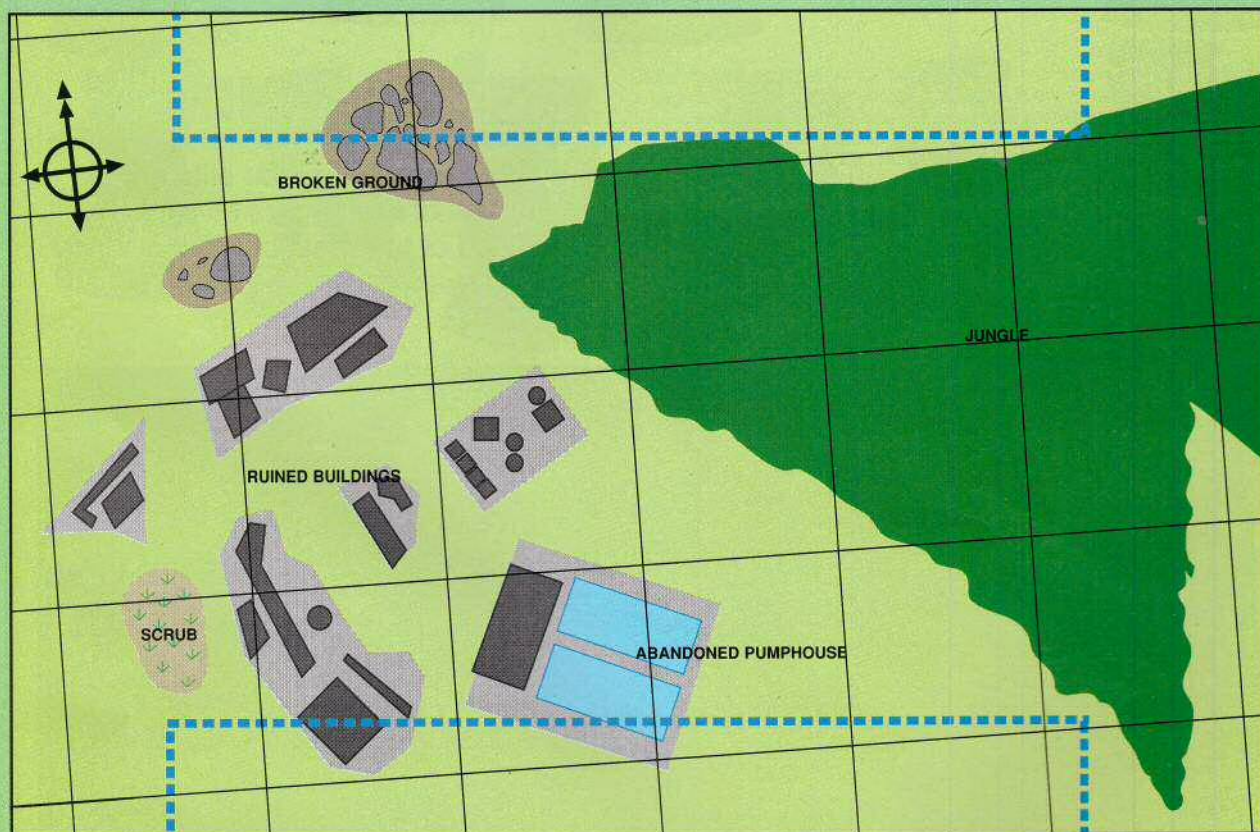 BROKEN GROUND
JUNGLE
RUINED BUILDINGS
SCRUB
ABANDONED PUMPHOUSE